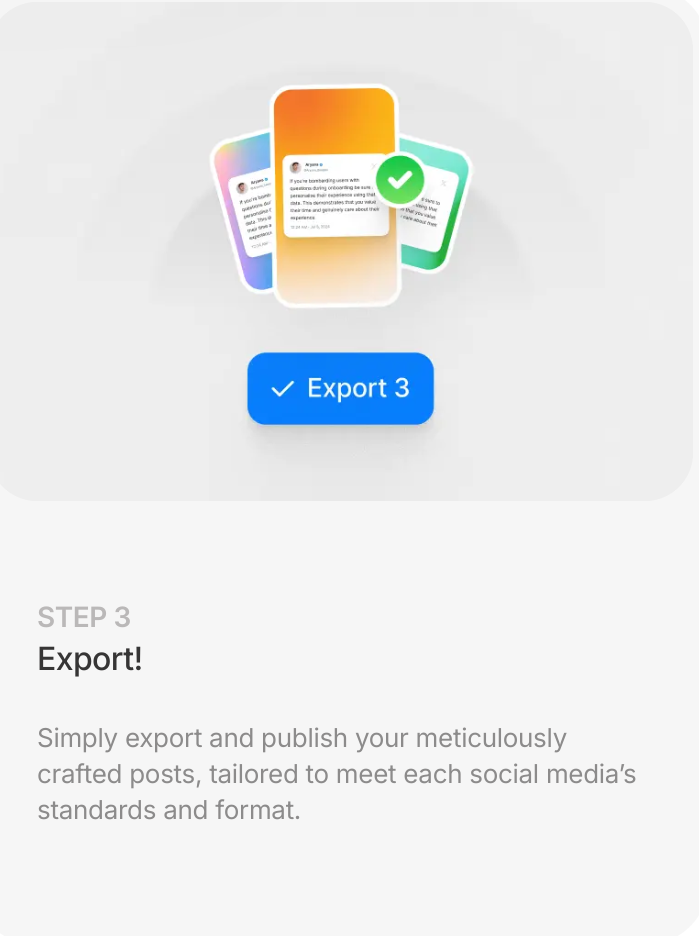 Arjuna
If you're bombarding users with
questions during onboarding be sure
personalise their experience using that
data. This demonstrates that you value
their time and genuinely care about their
experience
Export 3
STEP 3
Export!
Simply export and publish your meticulously
crafted posts, tailored to meet each social media’s
standards and format.